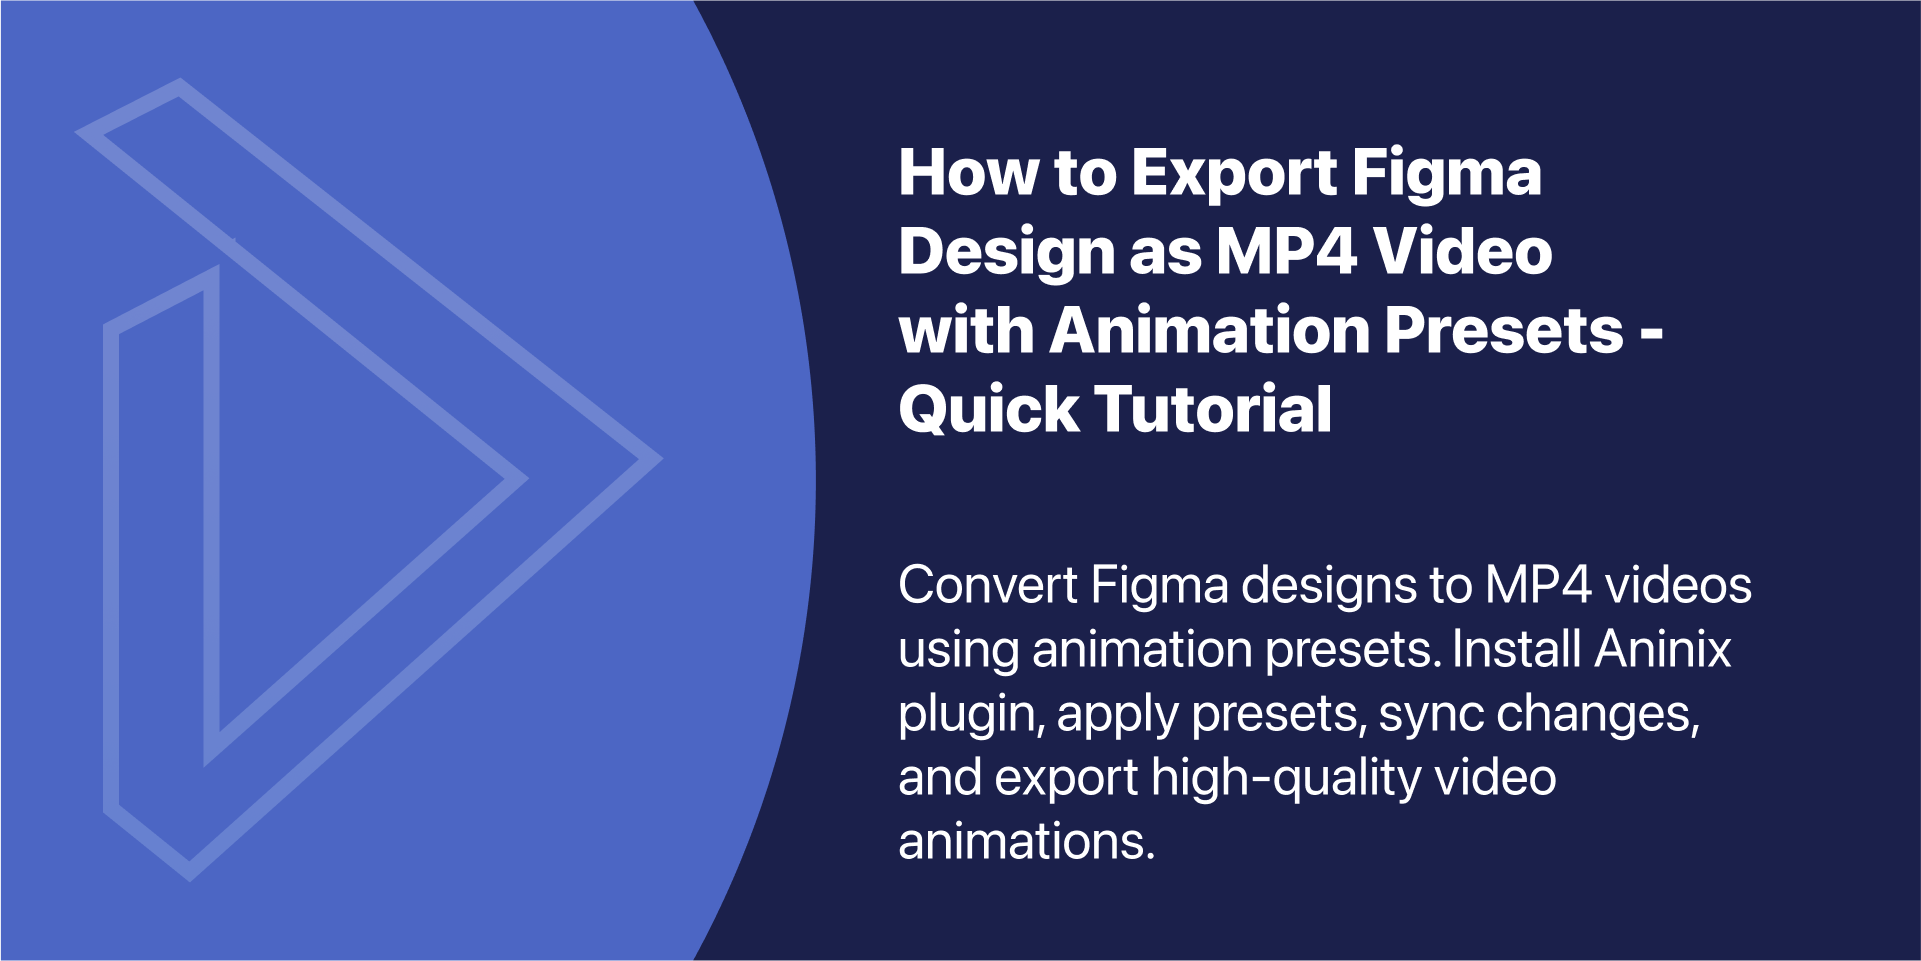 How to Export Figma
Design as MP4 Video
with Animation Presets -
Quick Tutorial
Convert Figma designs to MP4 videos
using animation presets. Install Aninix
plugin, apply presets, sync changes,
and export high-quality video
animations.